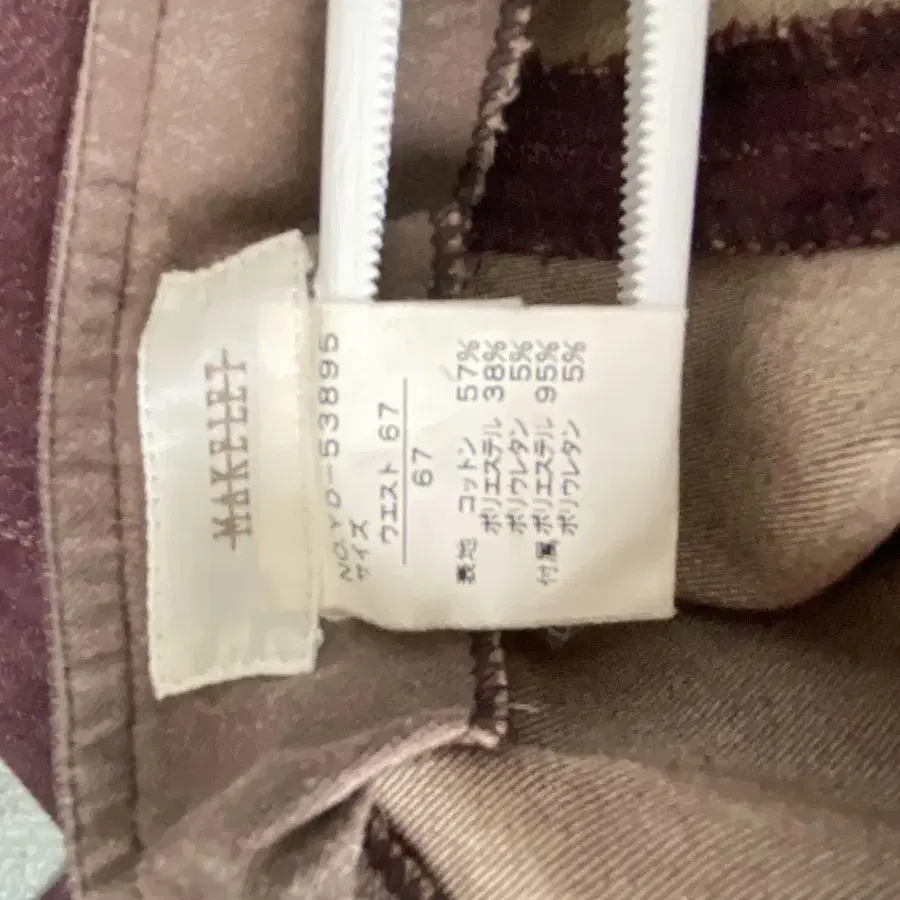 MAKELET
NO.YD-53895
サイズ
ウエスト 67
67
表地 コットン 57%
ポリエステル 38%
ポリウレタン 5%
付属 ポリエステル 95%
ポリウレタン 5%